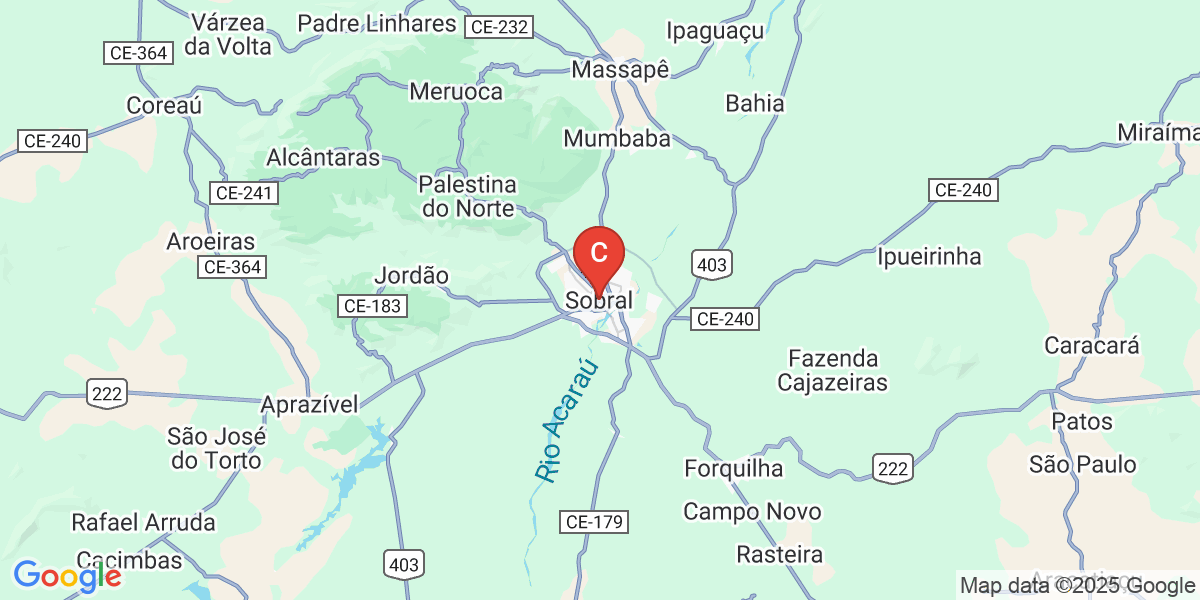 Várzea
da Volta
Padre Linhares
CE-232
Ipaguaçu
CE-364
Massapê
Meruoca
Coreaú
Bahia
CE-240
Mumbaba
Miraíma
Alcântaras
CE-241
Palestina
do Norte
CE-240
Aroeiras
CE-364
C
403
Ipueirinha
Jordão
CE-183
Sobral
CE-240
Caracará
Fazenda
Cajazeiras
222
Aprazível
Rio Acaraú
Patos
São José
do Torto
Forquilha
222
São Paulo
Rafael Arruda
CE-179
Campo Novo
Cacimbas
403
Rasteira
Google
Aracatiaçu
Map data ©2025 Google